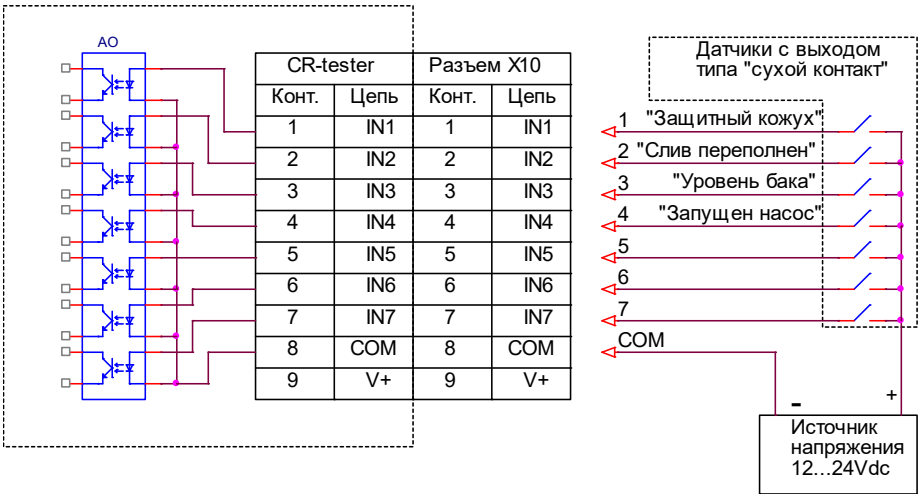 AO
CR-tester Разъем X10
Конт. Цепь Конт. Цепь
1 IN1 1 IN1
2 IN2 2 IN2
3 IN3 3 IN3
4 IN4 4 IN4
5 IN5 5 IN5
6 IN6 6 IN6
7 IN7 7 IN7
8 COM 8 COM
9 V+ 9 V+
Датчики с выходом
типа "сухой контакт"
1 "Защитный кожух"
2 "Слив переполнен"
3 "Уровень бака"
4 "Запущен насос"
5
6
7
COM
- +
Источник
напряжения
12...24Vdc